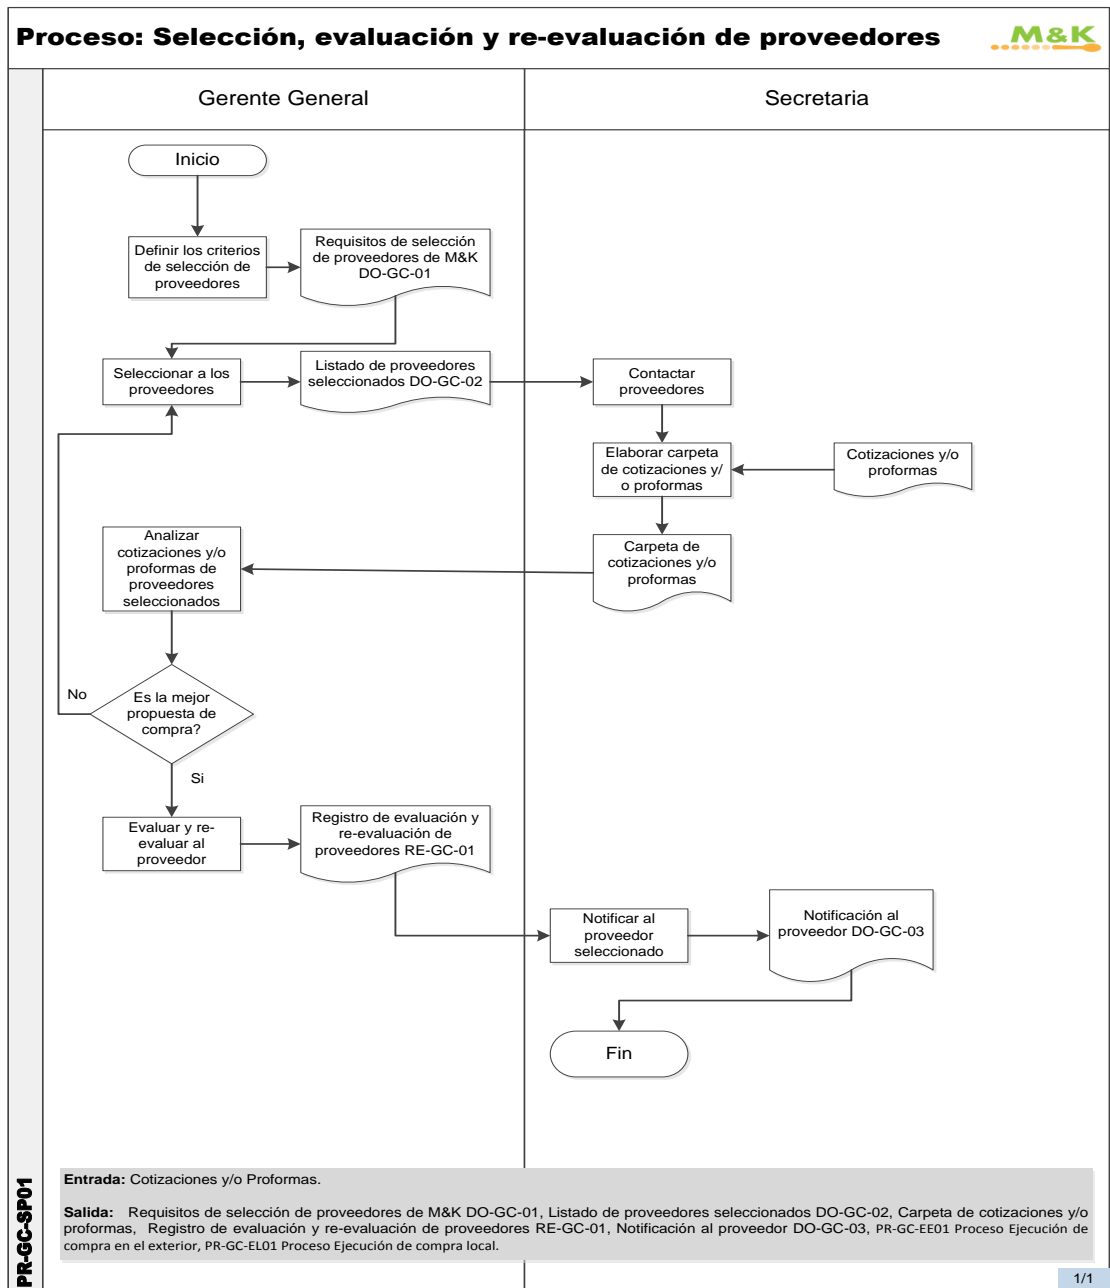 Proceso: Selección, evaluación y re-evaluación de proveedores
M&K
Gerente General
Secretaria
Inicio
Definir los criterios
de selección de
proveedores
Requisitos de selección
de proveedores de M&K
DO-GC-01
Seleccionar a los
proveedores
Listado de proveedores
seleccionados DO-GC-02
Contactar
proveedores
Elaborar carpeta
de cotizaciones y/
o proformas
Cotizaciones y/o
proformas
Carpeta de
cotizaciones y/o
proformas
Analizar
cotizaciones y/o
proformas de
proveedores
seleccionados
No
Es la mejor
propuesta de
compra?
Si
Evaluar y re-
evaluar al
proveedor
Registro de evaluación y
re-evaluación de
proveedores RE-GC-01
Notificar al
proveedor
seleccionado
Notificación al
proveedor DO-GC-03
Fin
PR-GC-SP01
Entrada: Cotizaciones y/o Proformas.
Salida: Requisitos de selección de proveedores de M&K DO-GC-01, Listado de proveedores seleccionados DO-GC-02, Carpeta de cotizaciones y/o
proformas, Registro de evaluación y re-evaluación de proveedores RE-GC-01, Notificación al proveedor DO-GC-03, PR-GC-EE01 Proceso Ejecución de
compra en el exterior, PR-GC-EL01 Proceso Ejecución de compra local.
1/1